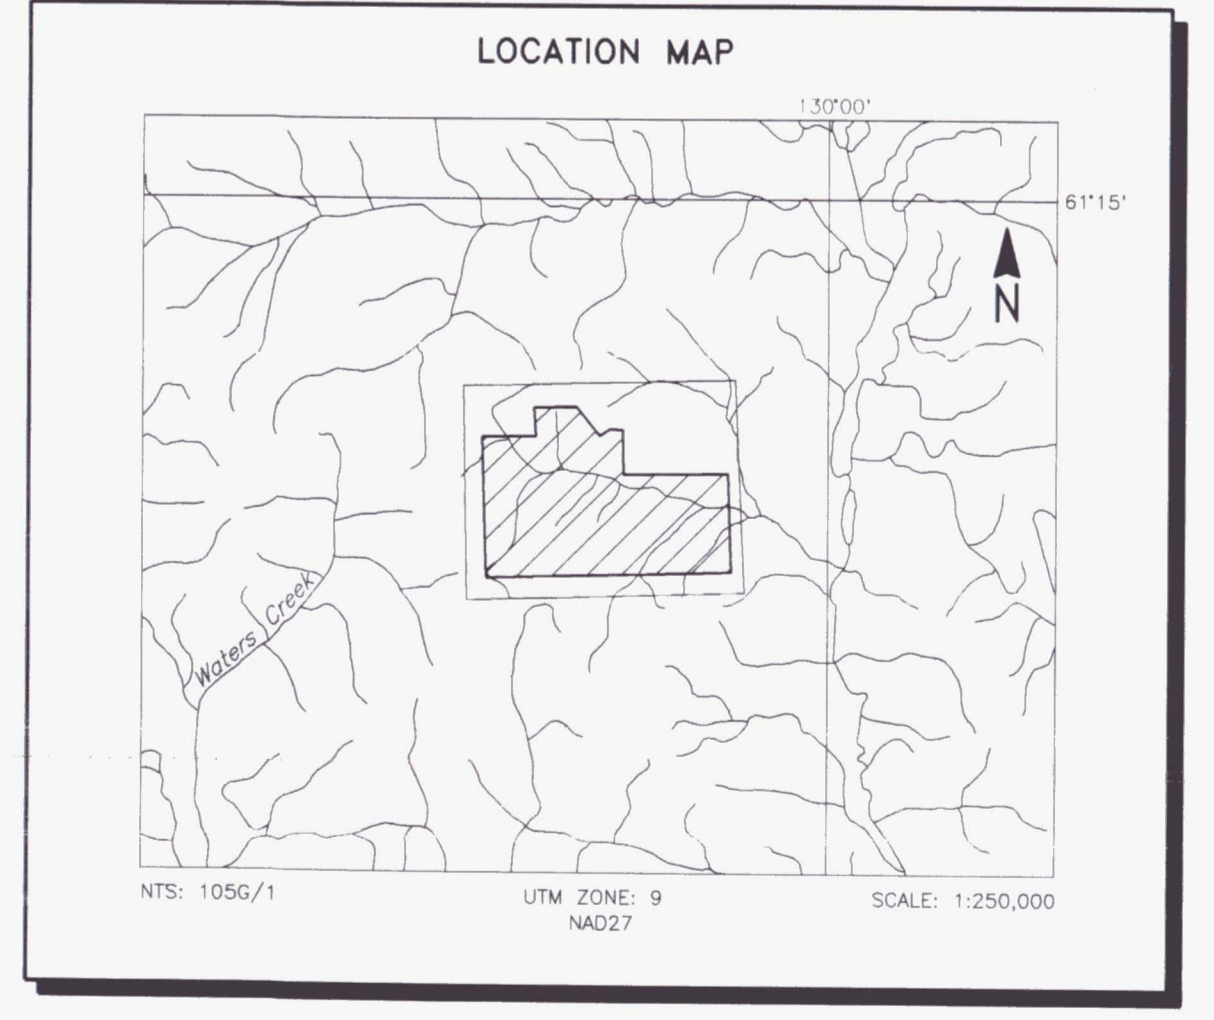 LOCATION MAP
130°00'
61°15'
N
Waters Creek
NTS: 105G/1
UTM ZONE: 9
SCALE: 1:250,000
NAD27